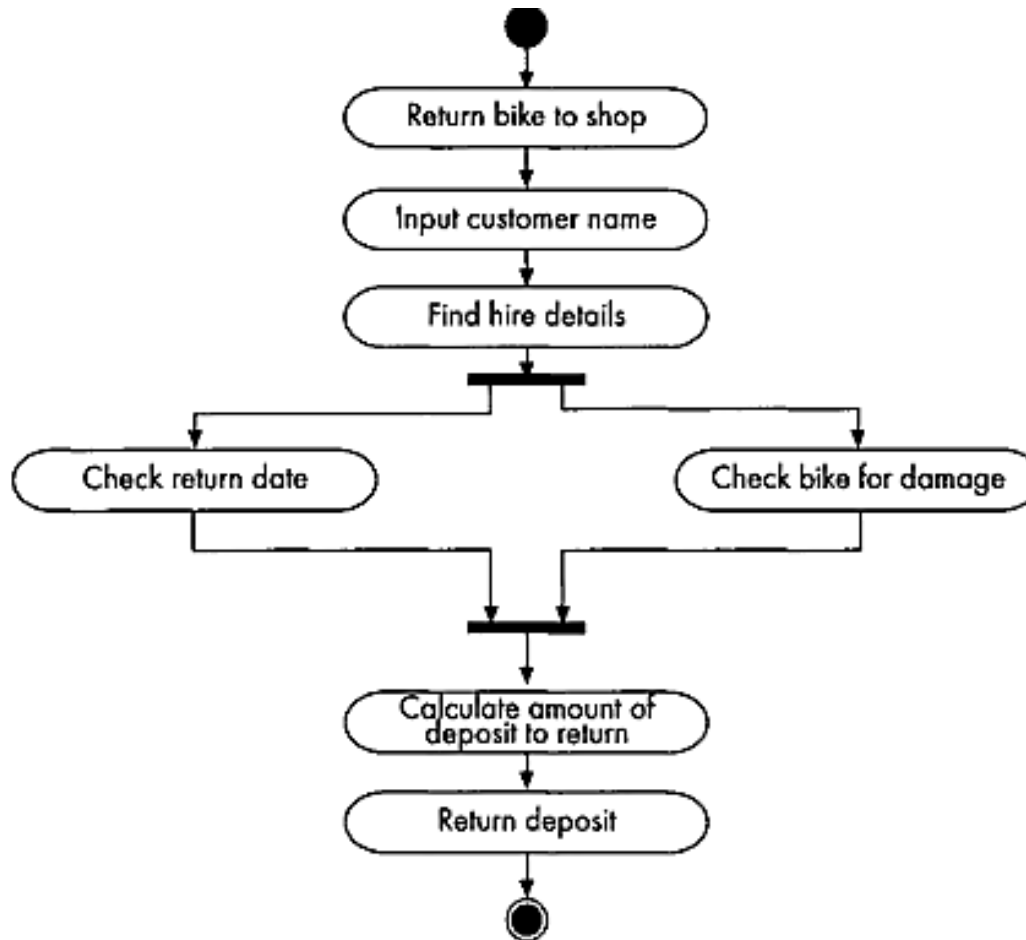 Return bike to shop
Input customer name
Find hire details
Check return date
Check bike for damage
Calculate amount of
deposit to return
Return deposit